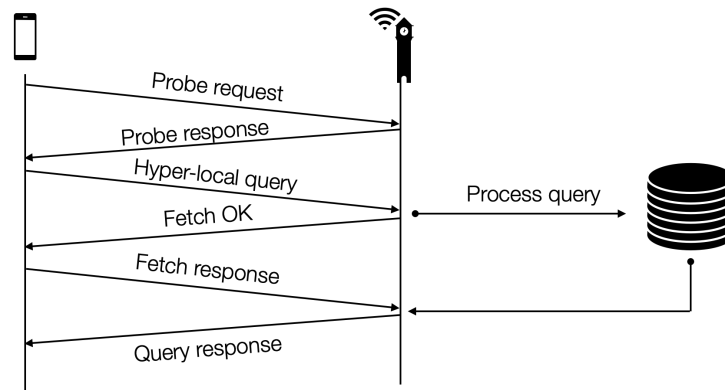 Probe request
Probe response
Hyper-local query
Process query
Fetch OK
Fetch response
Query response